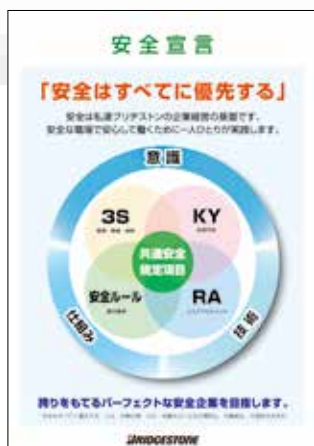 安全宣言
「安全はすべてに優先する」
安全は私達ブリヂストンの企業経営の基盤です。
安全な職場で安心して働くために一人ひとりが実践します。
意識
3S
KY
共通安全
規定項目
安全ルール
RA
仕組み
技術
誇りをもてるパーフェクトな安全企業を目指します。
BRIDGESTONE